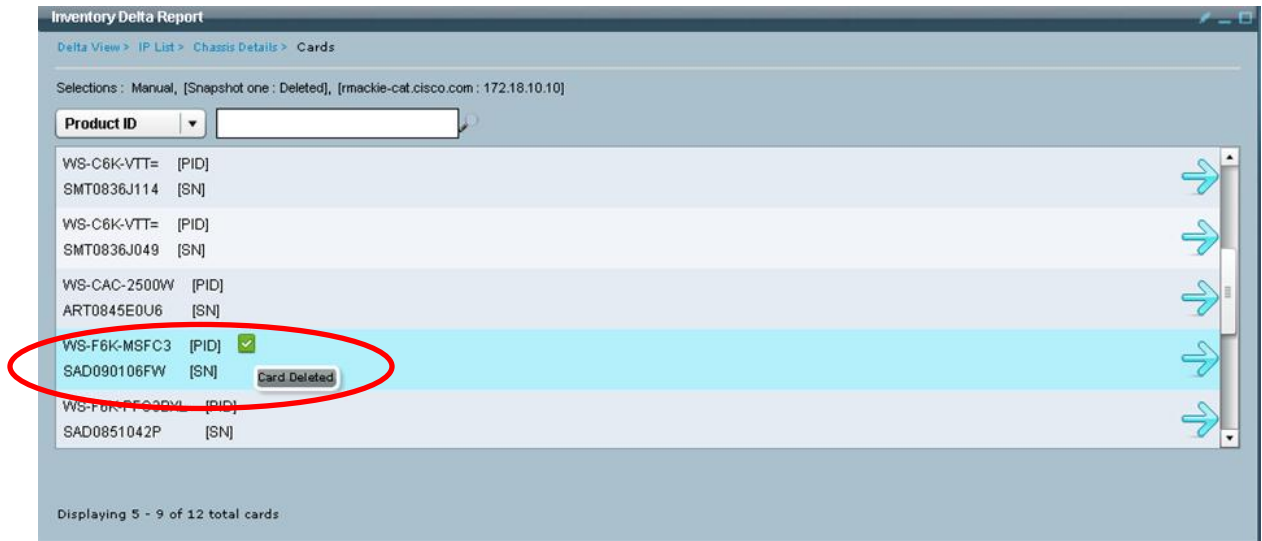 Inventory Delta Report
Delta View > IP List > Chassis Details > Cards
Selections : Manual, [Snapshot one : Deleted], [rmackie-cat.cisco.com : 172.18.10.10]
Product ID
WS-C6K-VTT= [PID]
SMT0836J114 [SN]
WS-C6K-VTT= [PID]
SMT0836J049 [SN]
WS-CAC-2500W [PID]
ART0845E0U6 [SN]
WS-F6K-MSFC3 [PID]
SAD090106FW [SN]
Card Deleted
WS-F6K-PFC3BXL [PID]
SAD0851042P [SN]
Displaying 5 - 9 of 12 total cards